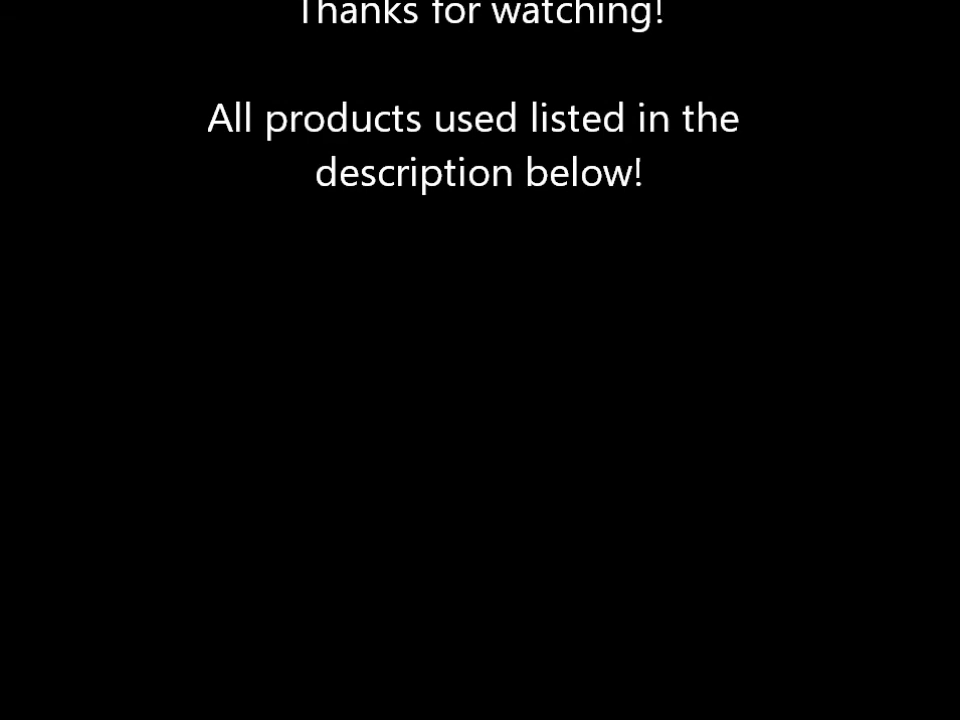 Thanks for watching!
All products used listed in the
description below!